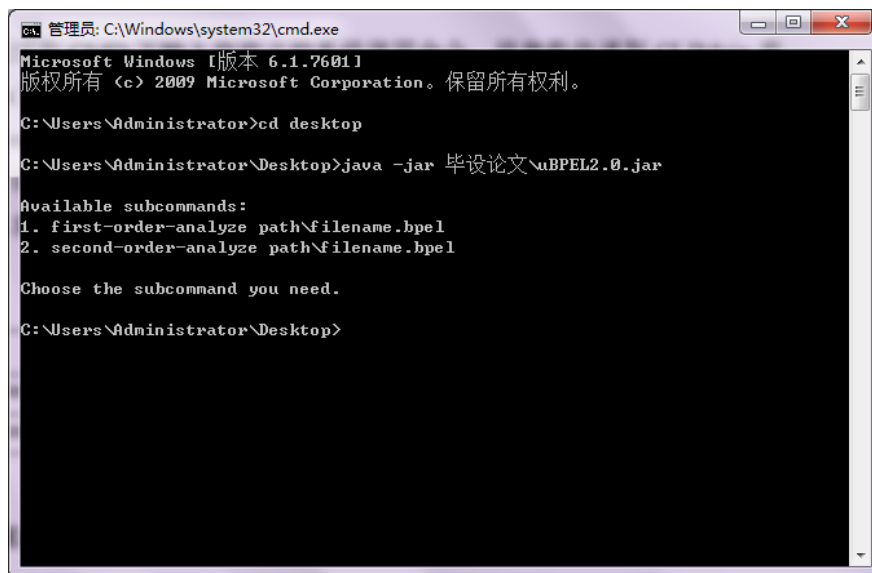 管理员: C:\Windows\system32\cmd.exe
Microsoft Windows [版本 6.1.7601]
版权所有 (c) 2009 Microsoft Corporation。保留所有权利。
C:\Users\Administrator>cd desktop
C:\Users\Administrator\Desktop>java -jar 毕设论文\uBPEL2.0.jar
Available subcommands:
1. first-order-analyze path\filename.bpel
2. second-order-analyze path\filename.bpel
Choose the subcommand you need.
C:\Users\Administrator\Desktop>